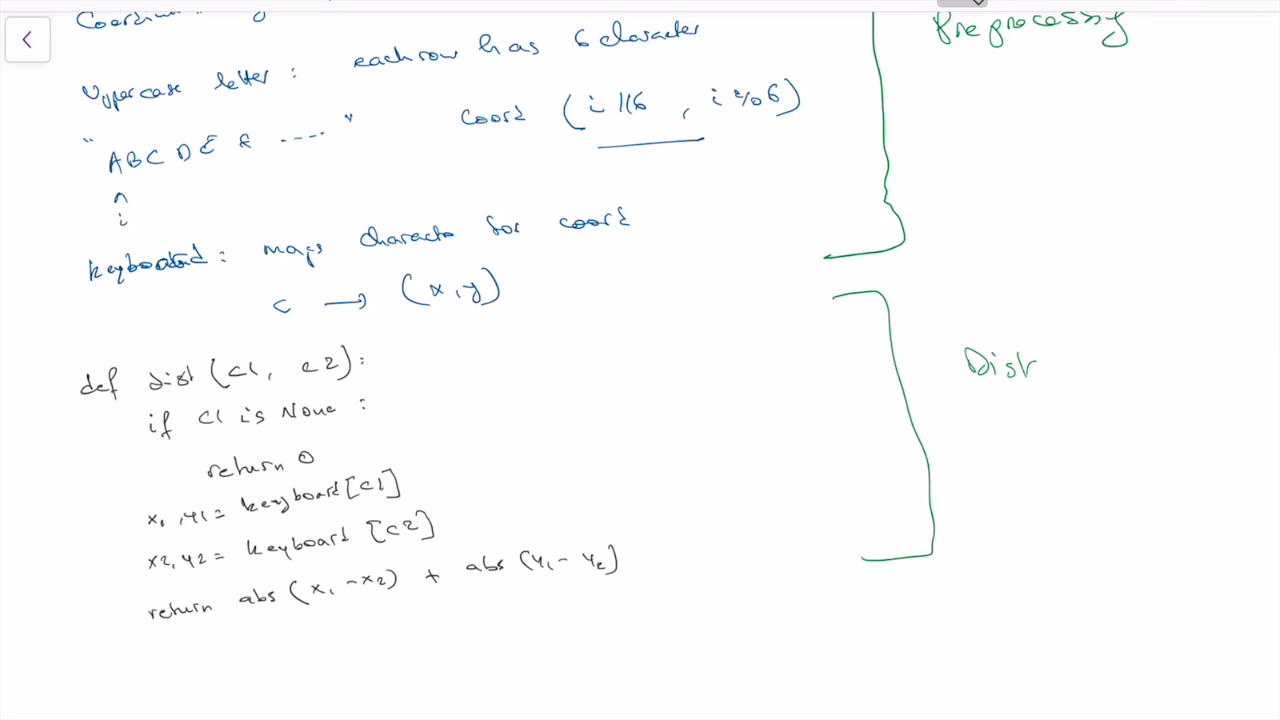 Preprocessy
Uppercase letter : each row has 6 character
"ABCDE F ...." coord (i//6 , i%6)
^
i
keyboard : maps character for coord
c → (x,y)
def dist (c1, c2):
if c1 is None :
return 0
x1, y1 = keyboard [c1]
x2, y2 = keyboard [c2]
return abs (x1 - x2) + abs (y1 - y2)
Dist